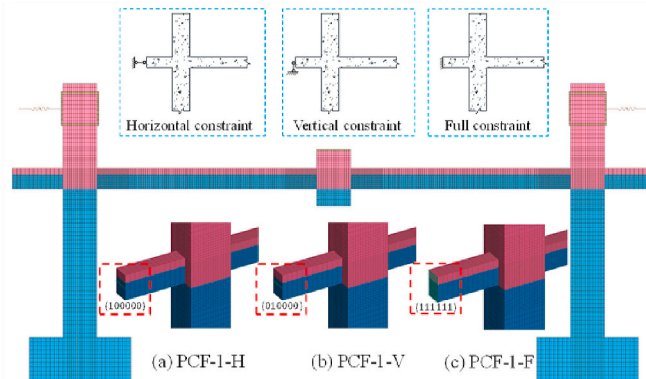 Horizontal constraint
Vertical constraint
Full constraint
{100000}
{010000}
{111111}
(a) PCF-1-H
(b) PCF-1-V
(c) PCF-1-F